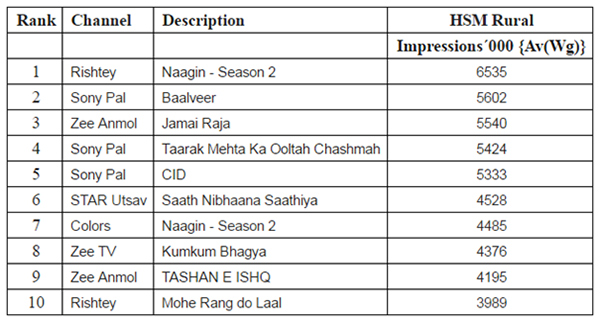 Rank Channel Description HSM Rural
Impressions´000 {Av(Wg)}
1 Rishtey Naagin - Season 2 6535
2 Sony Pal Baalveer 5602
3 Zee Anmol Jamai Raja 5540
4 Sony Pal Taarak Mehta Ka Ooltah Chashmah 5424
5 Sony Pal CID 5333
6 STAR Utsav Saath Nibhaana Saathiya 4528
7 Colors Naagin - Season 2 4485
8 Zee TV Kumkum Bhagya 4376
9 Zee Anmol TASHAN E ISHQ 4195
10 Rishtey Mohe Rang do Laal 3989